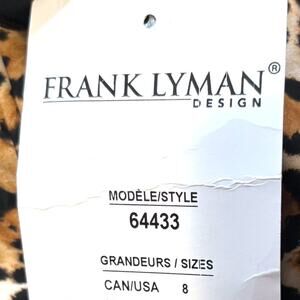 FRANK LYMAN®
DESIGN
MODÈLE/STYLE
64433
GRANDEURS / SIZES
CAN/USA 8